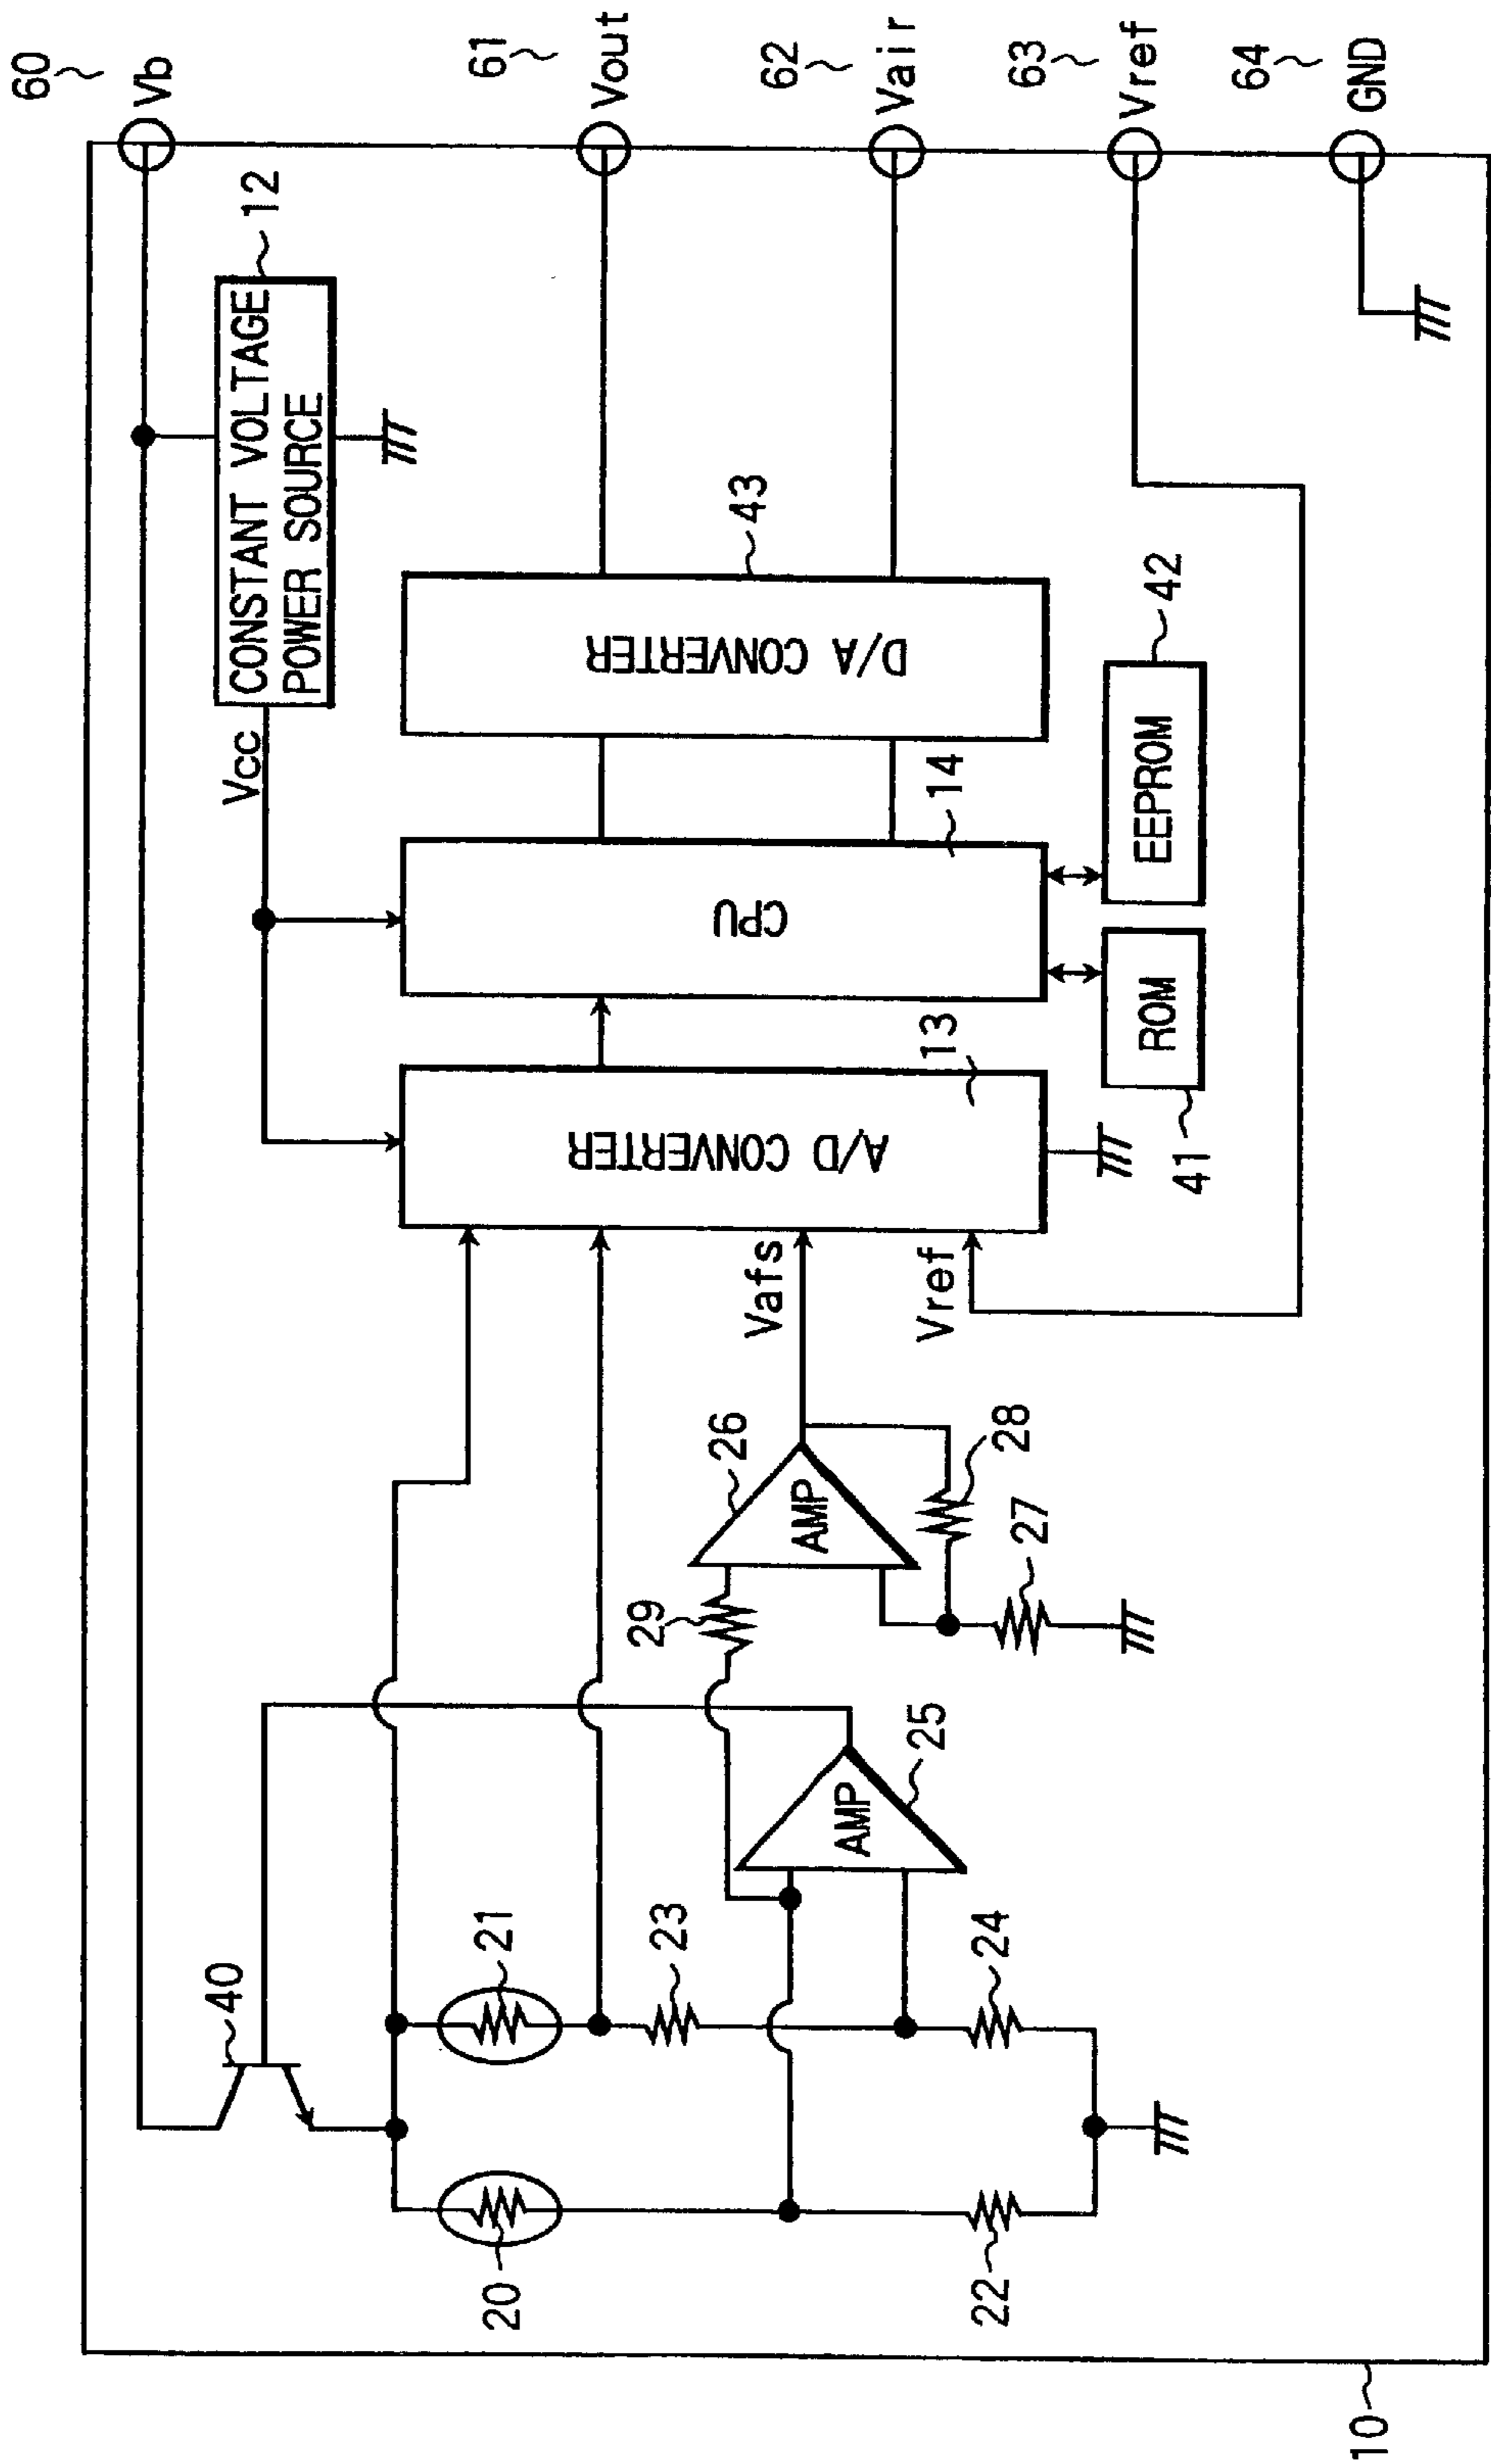 60
Vb
12
CONSTANT VOLTAGE
POWER SOURCE
Vcc
61
Vout
62
Vair
63
Vref
64
GND
43
D/A CONVERTER
14
CPU
13
A/D CONVERTER
42
EEPROM
ROM
41
Vafs
Vref
26
AMP
28
27
29
25
AMP
40
21
23
24
20
22
10